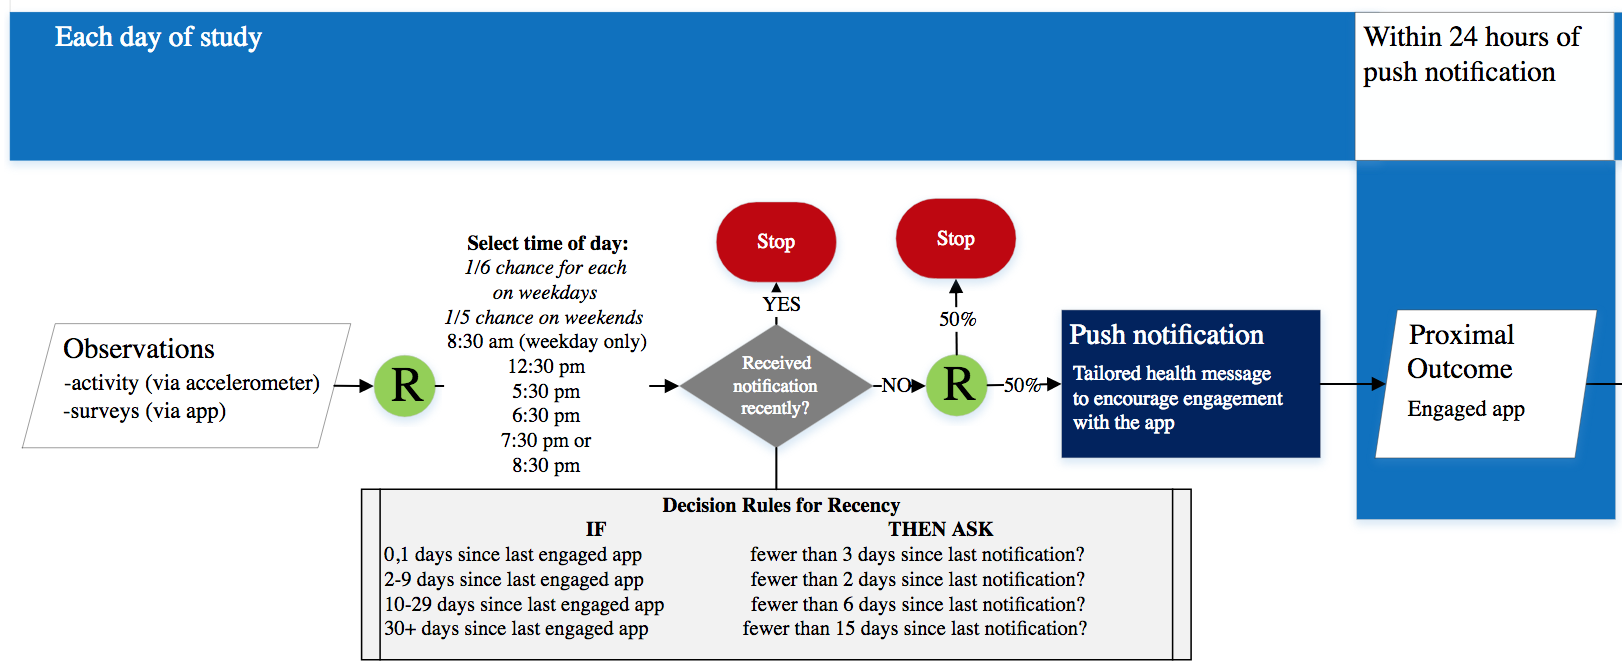 Each day of study
Within 24 hours of
push notification
Observations
-activity (via accelerometer)
-surveys (via app)
R
Select time of day:
1/6 chance for each
on weekdays
1/5 chance on weekends
8:30 am (weekday only)
12:30 pm
5:30 pm
6:30 pm
7:30 pm or
8:30 pm
Stop
YES
Received
notification
recently?
NO
Stop
50%
R
50%
Push notification
Tailored health message
to encourage engagement
with the app
Proximal
Outcome
Engaged app
Decision Rules for Recency
IF THEN ASK
0,1 days since last engaged app fewer than 3 days since last notification?
2-9 days since last engaged app fewer than 2 days since last notification?
10-29 days since last engaged app fewer than 6 days since last notification?
30+ days since last engaged app fewer than 15 days since last notification?